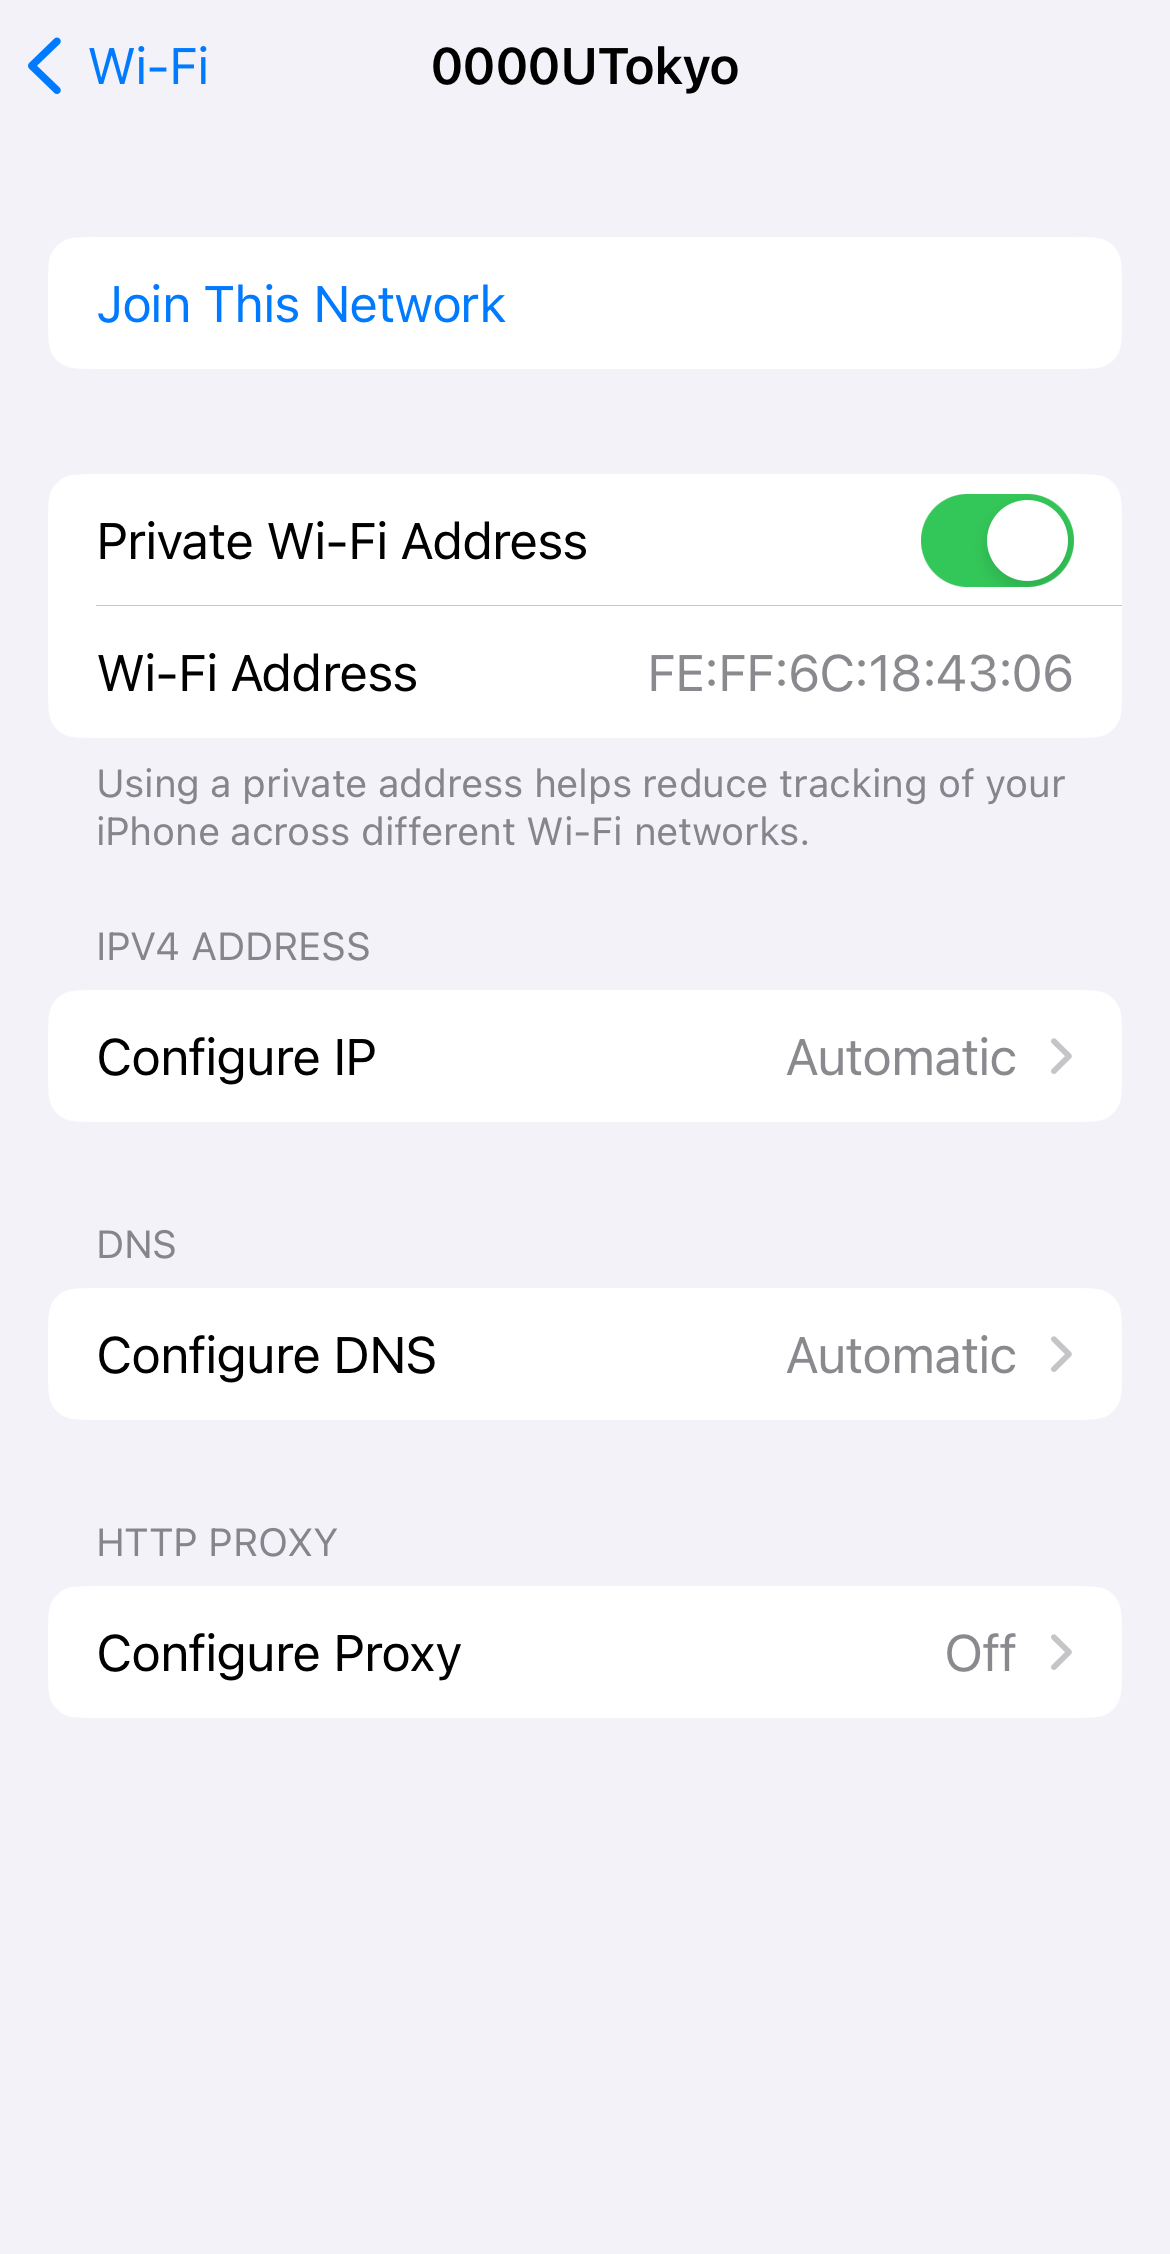 Wi-Fi
0000UTokyo
Join This Network
Private Wi-Fi Address
Wi-Fi Address FE:FF:6C:18:43:06
Using a private address helps reduce tracking of your
iPhone across different Wi-Fi networks.
IPV4 ADDRESS
Configure IP Automatic
DNS
Configure DNS Automatic
HTTP PROXY
Configure Proxy Off